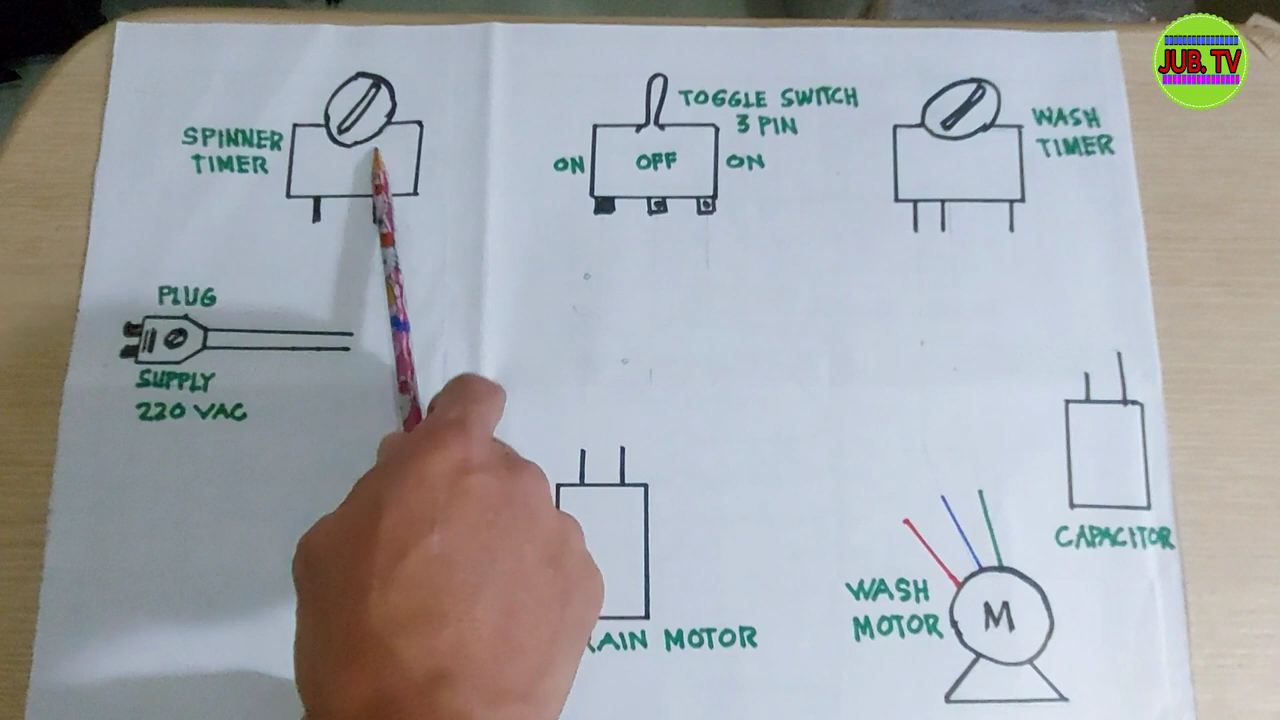 JUB. TV
SPINNER
TIMER
TOGGLE SWITCH
3 PIN
ON
OFF
ON
WASH
TIMER
PLUG
SUPPLY
220 VAC
CAPACITOR
WASH
MOTOR
M
MOTOR